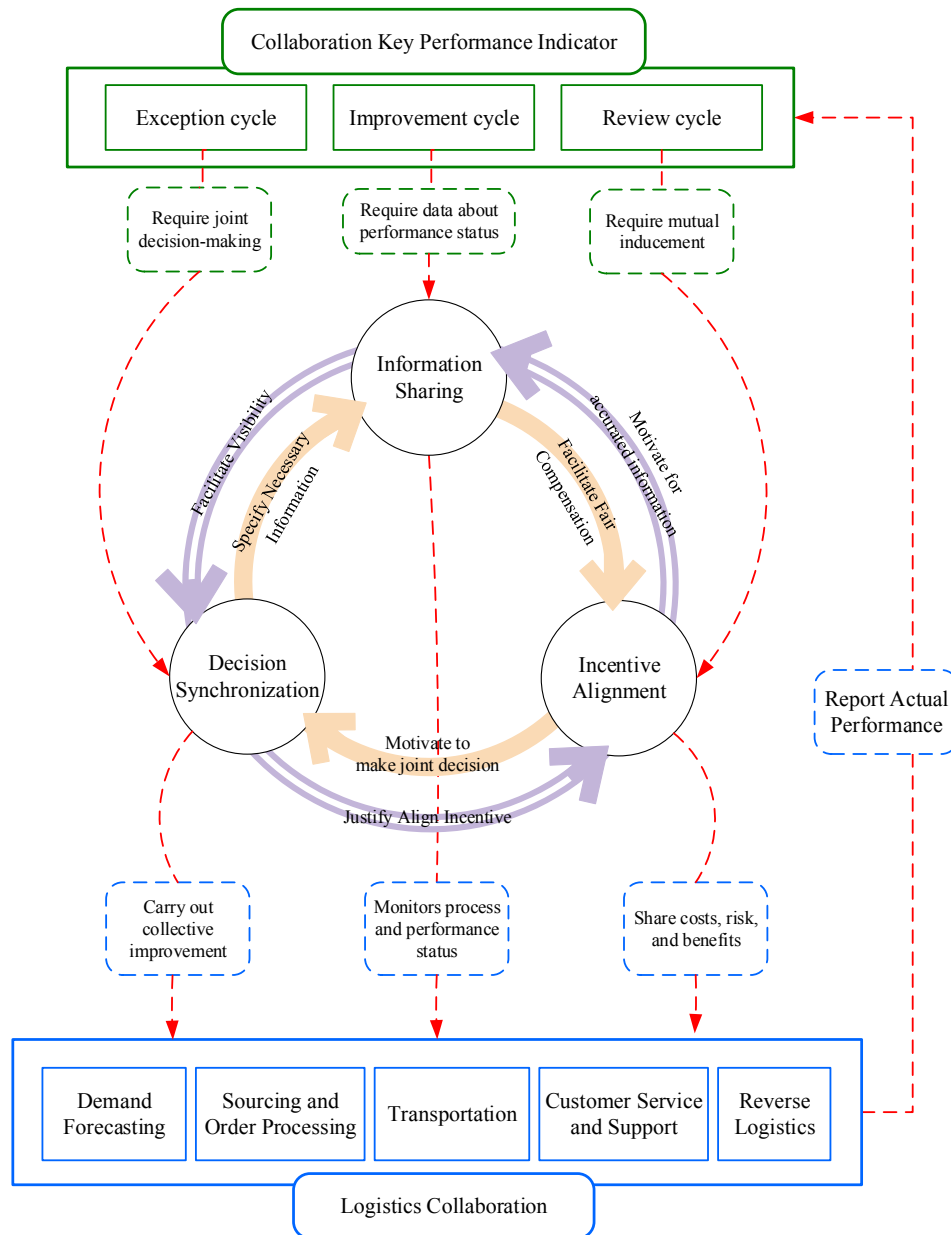 Collaboration Key Performance Indicator
Exception cycle
Improvement cycle
Review cycle
Require joint
decision-making
Require data about
performance status
Require mutual
inducement
Information
Sharing
Facilitate Visibility
Specify Necessary
Information
Facilitate Fair
Compensation
Motivate for
accurated information
Decision
Synchronization
Incentive
Alignment
Motivate to
make joint decision
Justify Align Incentive
Report Actual
Performance
Carry out
collective
improvement
Monitors process
and performance
status
Share costs, risk,
and benefits
Demand
Forecasting
Sourcing and
Order Processing
Transportation
Customer Service
and Support
Reverse
Logistics
Logistics Collaboration